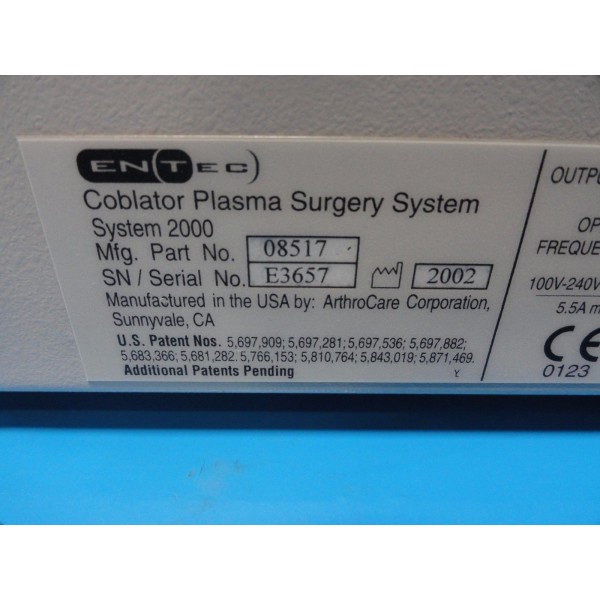 ENTEC
Coblator Plasma Surgery System
System 2000
Mfg. Part No. 08517
SN / Serial No. E3657 2002
Manufactured in the USA by: ArthroCare Corporation,
Sunnyvale, CA
U.S. Patent Nos. 5,697,909; 5,697,281; 5,697,536; 5,697,882;
5,683,366; 5,681,282. 5,766,153; 5,810,764; 5,843,019; 5,871,469.
Additional Patents Pending
OUTPU
OP
FREQUE
100V-240V
5.5A m
CE
0123